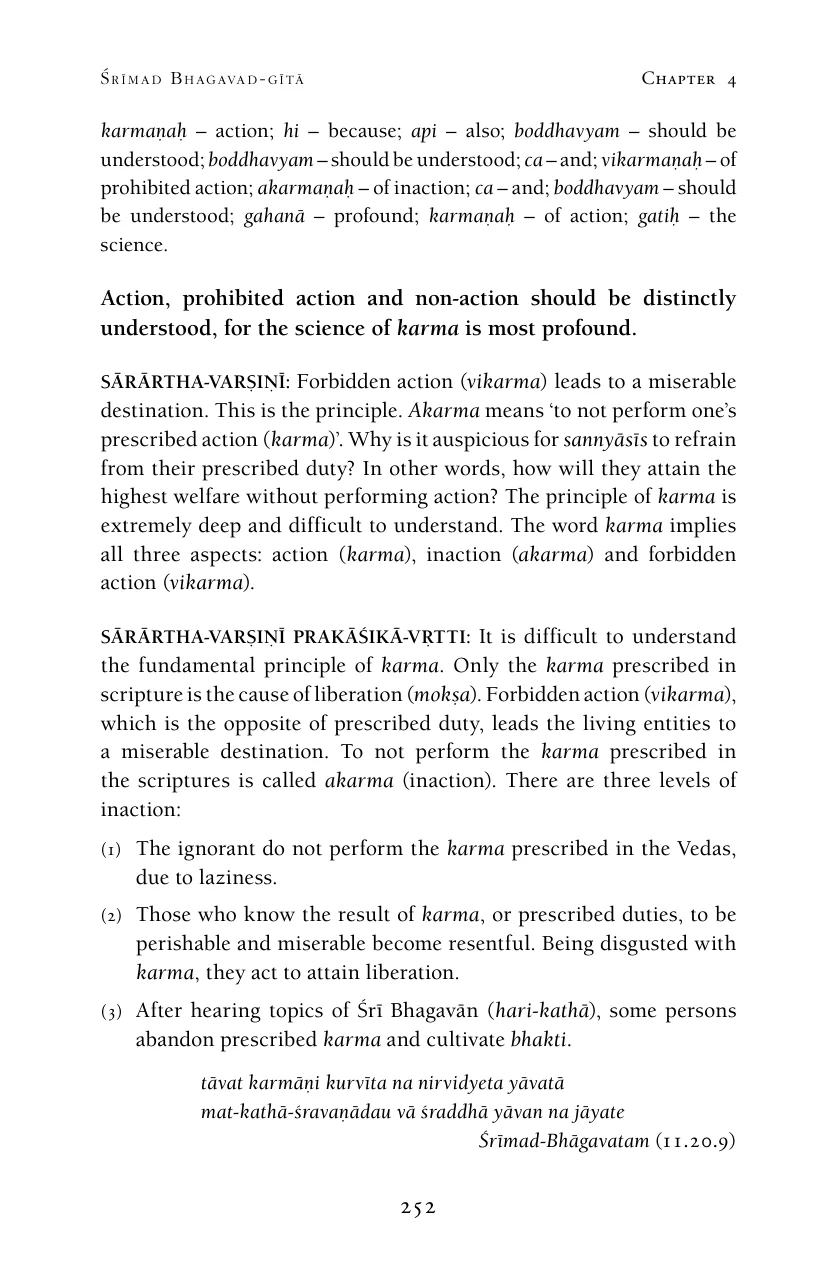 Śrīmad Bhagavad-gītā Chapter 4
karmaṇaḥ – action; hi – because; api – also; boddhavyam – should be
understood; boddhavyam – should be understood; ca – and; vikarmaṇaḥ – of
prohibited action; akarmaṇaḥ – of inaction; ca – and; boddhavyam – should
be understood; gahanā – profound; karmaṇaḥ – of action; gatiḥ – the
science.
Action, prohibited action and non-action should be distinctly
understood, for the science of karma is most profound.
SĀRĀRTHA-VARṢIṆĪ: Forbidden action (vikarma) leads to a miserable
destination. This is the principle. Akarma means ‘to not perform one’s
prescribed action (karma)’. Why is it auspicious for sannyāsīs to refrain
from their prescribed duty? In other words, how will they attain the
highest welfare without performing action? The principle of karma is
extremely deep and difficult to understand. The word karma implies
all three aspects: action (karma), inaction (akarma) and forbidden
action (vikarma).
SĀRĀRTHA-VARṢIṆĪ PRAKĀŚIKĀ-VṚTTI: It is difficult to understand
the fundamental principle of karma. Only the karma prescribed in
scripture is the cause of liberation (mokṣa). Forbidden action (vikarma),
which is the opposite of prescribed duty, leads the living entities to
a miserable destination. To not perform the karma prescribed in
the scriptures is called akarma (inaction). There are three levels of
inaction:
(1) The ignorant do not perform the karma prescribed in the Vedas,
due to laziness.
(2) Those who know the result of karma, or prescribed duties, to be
perishable and miserable become resentful. Being disgusted with
karma, they act to attain liberation.
(3) After hearing topics of Śrī Bhagavān (hari-kathā), some persons
abandon prescribed karma and cultivate bhakti.
tāvat karmāṇi kurvīta na nirvidyeta yāvatā
mat-kathā-śravaṇādau vā śraddhā yāvan na jāyate
Śrīmad-Bhāgavatam (11.20.9)
252